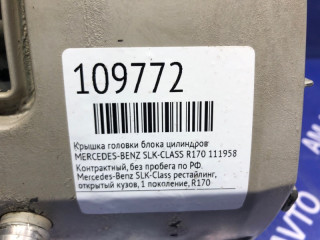 109772
Крышка головки блока цилиндров
MERCEDES-BENZ SLK-CLASS R170 111958
Контрактный, без пробега по РФ.
Mercedes-Benz SLK-Class рестайлинг,
открытый кузов, 1 поколение, R170